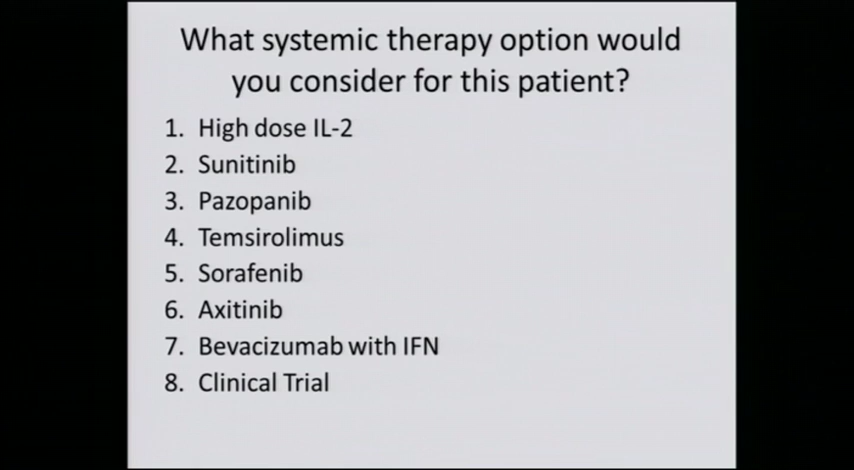 What systemic therapy option would
you consider for this patient?
1. High dose IL-2
2. Sunitinib
3. Pazopanib
4. Temsirolimus
5. Sorafenib
6. Axitinib
7. Bevacizumab with IFN
8. Clinical Trial